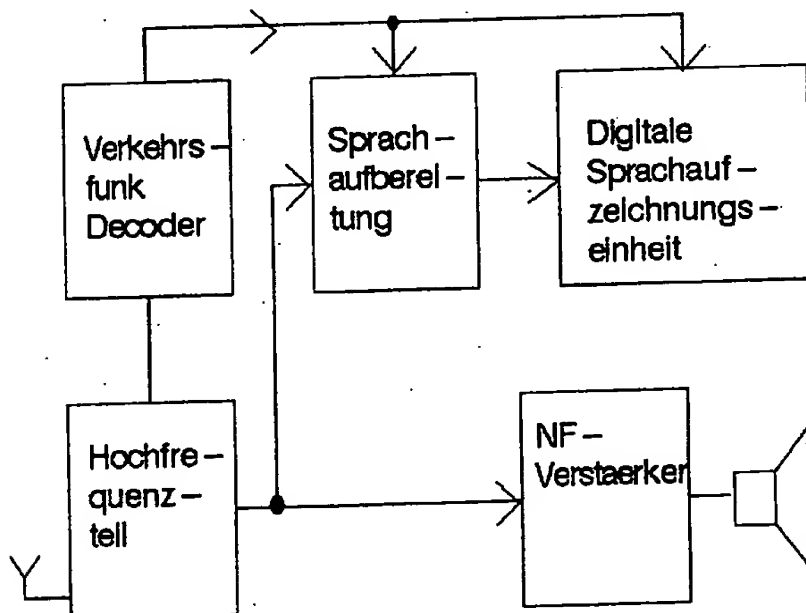 Verkehrs-
funk
Decoder
Sprach-
aufberei-
tung
Digitale
Sprachauf-
zeichnungs-
einheit
Hochfre-
quenz-
teil
NF-
Verstaerker